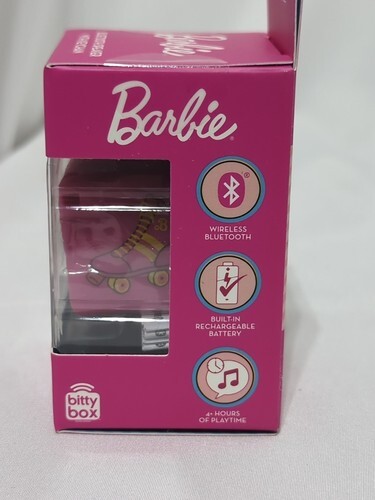 Barbie
WIRELESS
BLUETOOTH
BUILT-IN
RECHARGEABLE
BATTERY
4+ HOURS
OF PLAYTIME
bitty
box